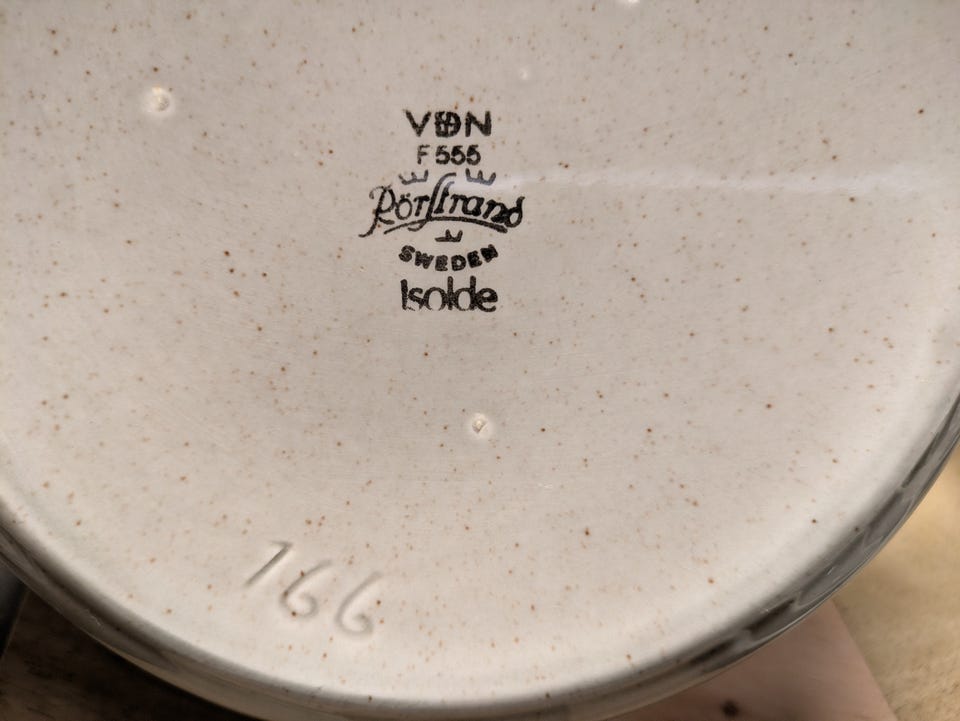 VDN
F 555
Rörstrand
SWEDEN
Isolde
166